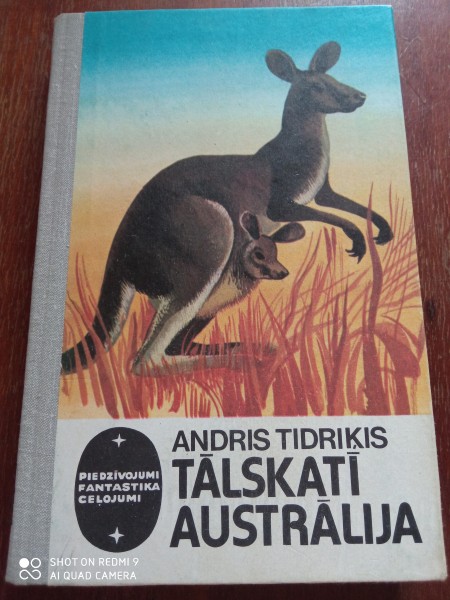 ANDRIS TIDRIĶIS
TĀLSKATĪ
AUSTRĀLIJA
PIEDZĪVOJUMI
FANTASTIKA
CEĻOJUMI
SHOT ON REDMI 9
AI QUAD CAMERA